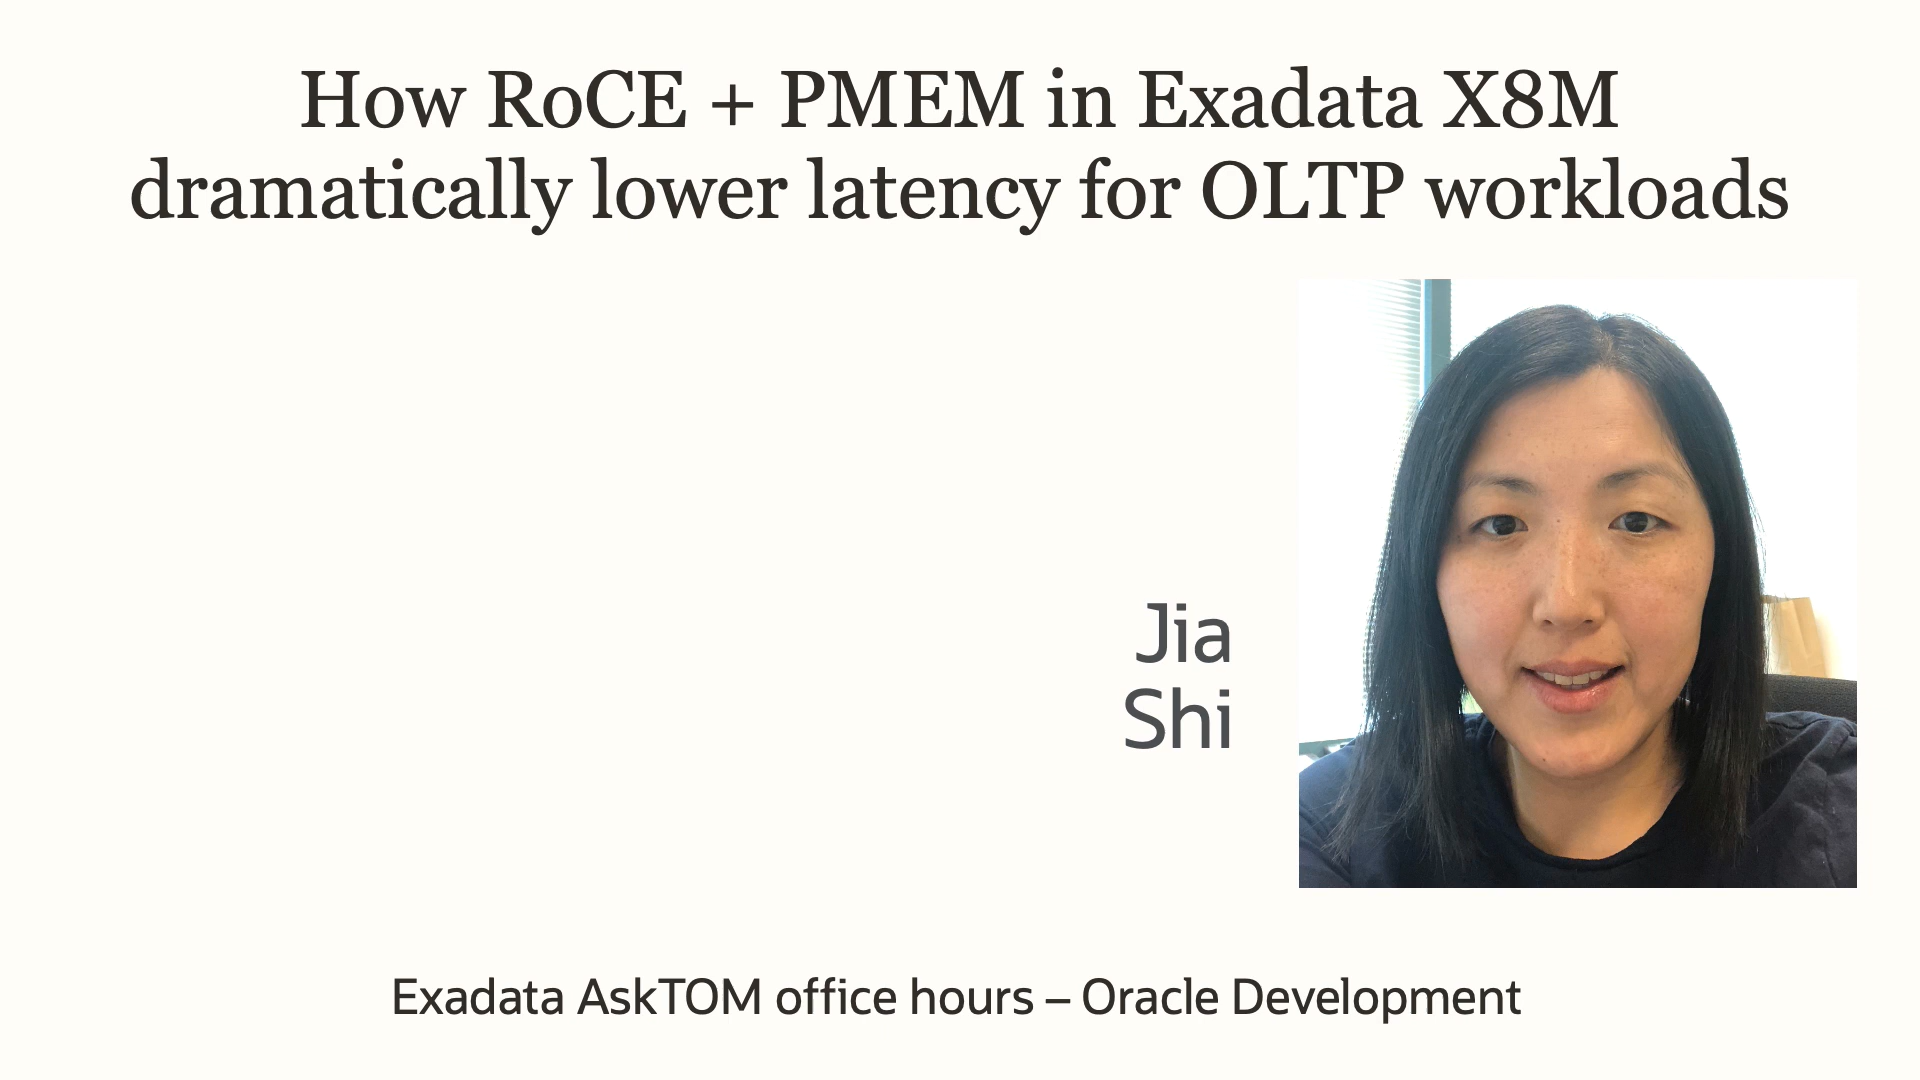 How RoCE + PMEM in Exadata X8M
dramatically lower latency for OLTP workloads
Jia
Shi
Exadata AskTOM office hours – Oracle Development